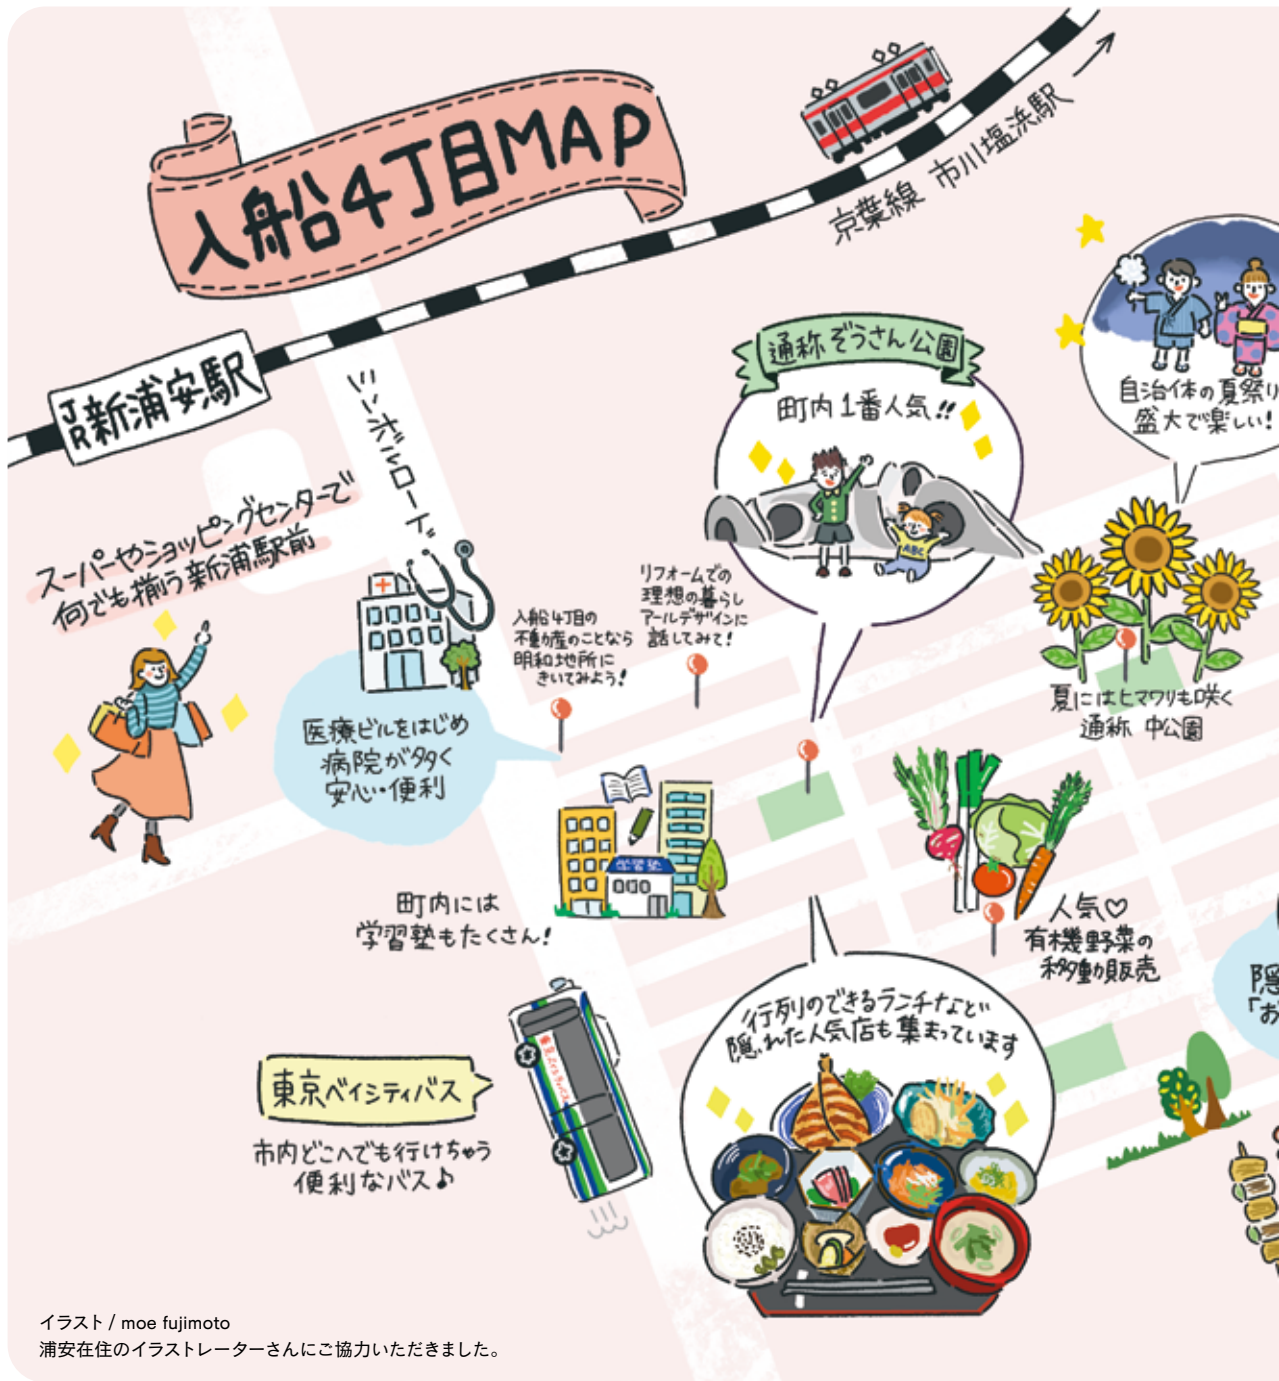 入船4丁目MAP
京葉線 市川塩浜駅
JR新浦安駅
シンボルロード
スーパーやショッピングセンターで
何でも揃う新浦駅前
通称ぞうさん公園
町内1番人気!!
自治体の夏祭り
盛大で楽しい!
ABC
入船4丁目の
不動産のことなら
明和地所に
きいてみよう!
リフォームでの
理想の暮らし
アールデザインに
話してみて!
夏にはヒマワリも咲く
通称 中公園
医療ビルをはじめ
病院が多く
安心・便利
学習塾
町内には
学習塾もたくさん!
人気♡
有機野菜の
移動販売
隠
「お
行列のできるランチなど
隠れた人気店も集まっています
東京ベイシティバス
東京ベイシティバス
市内どこへでも行けちゃう
便利なバス♪
イラスト / moe fujimoto
浦安在住のイラストレーターさんにご協力いただきました。